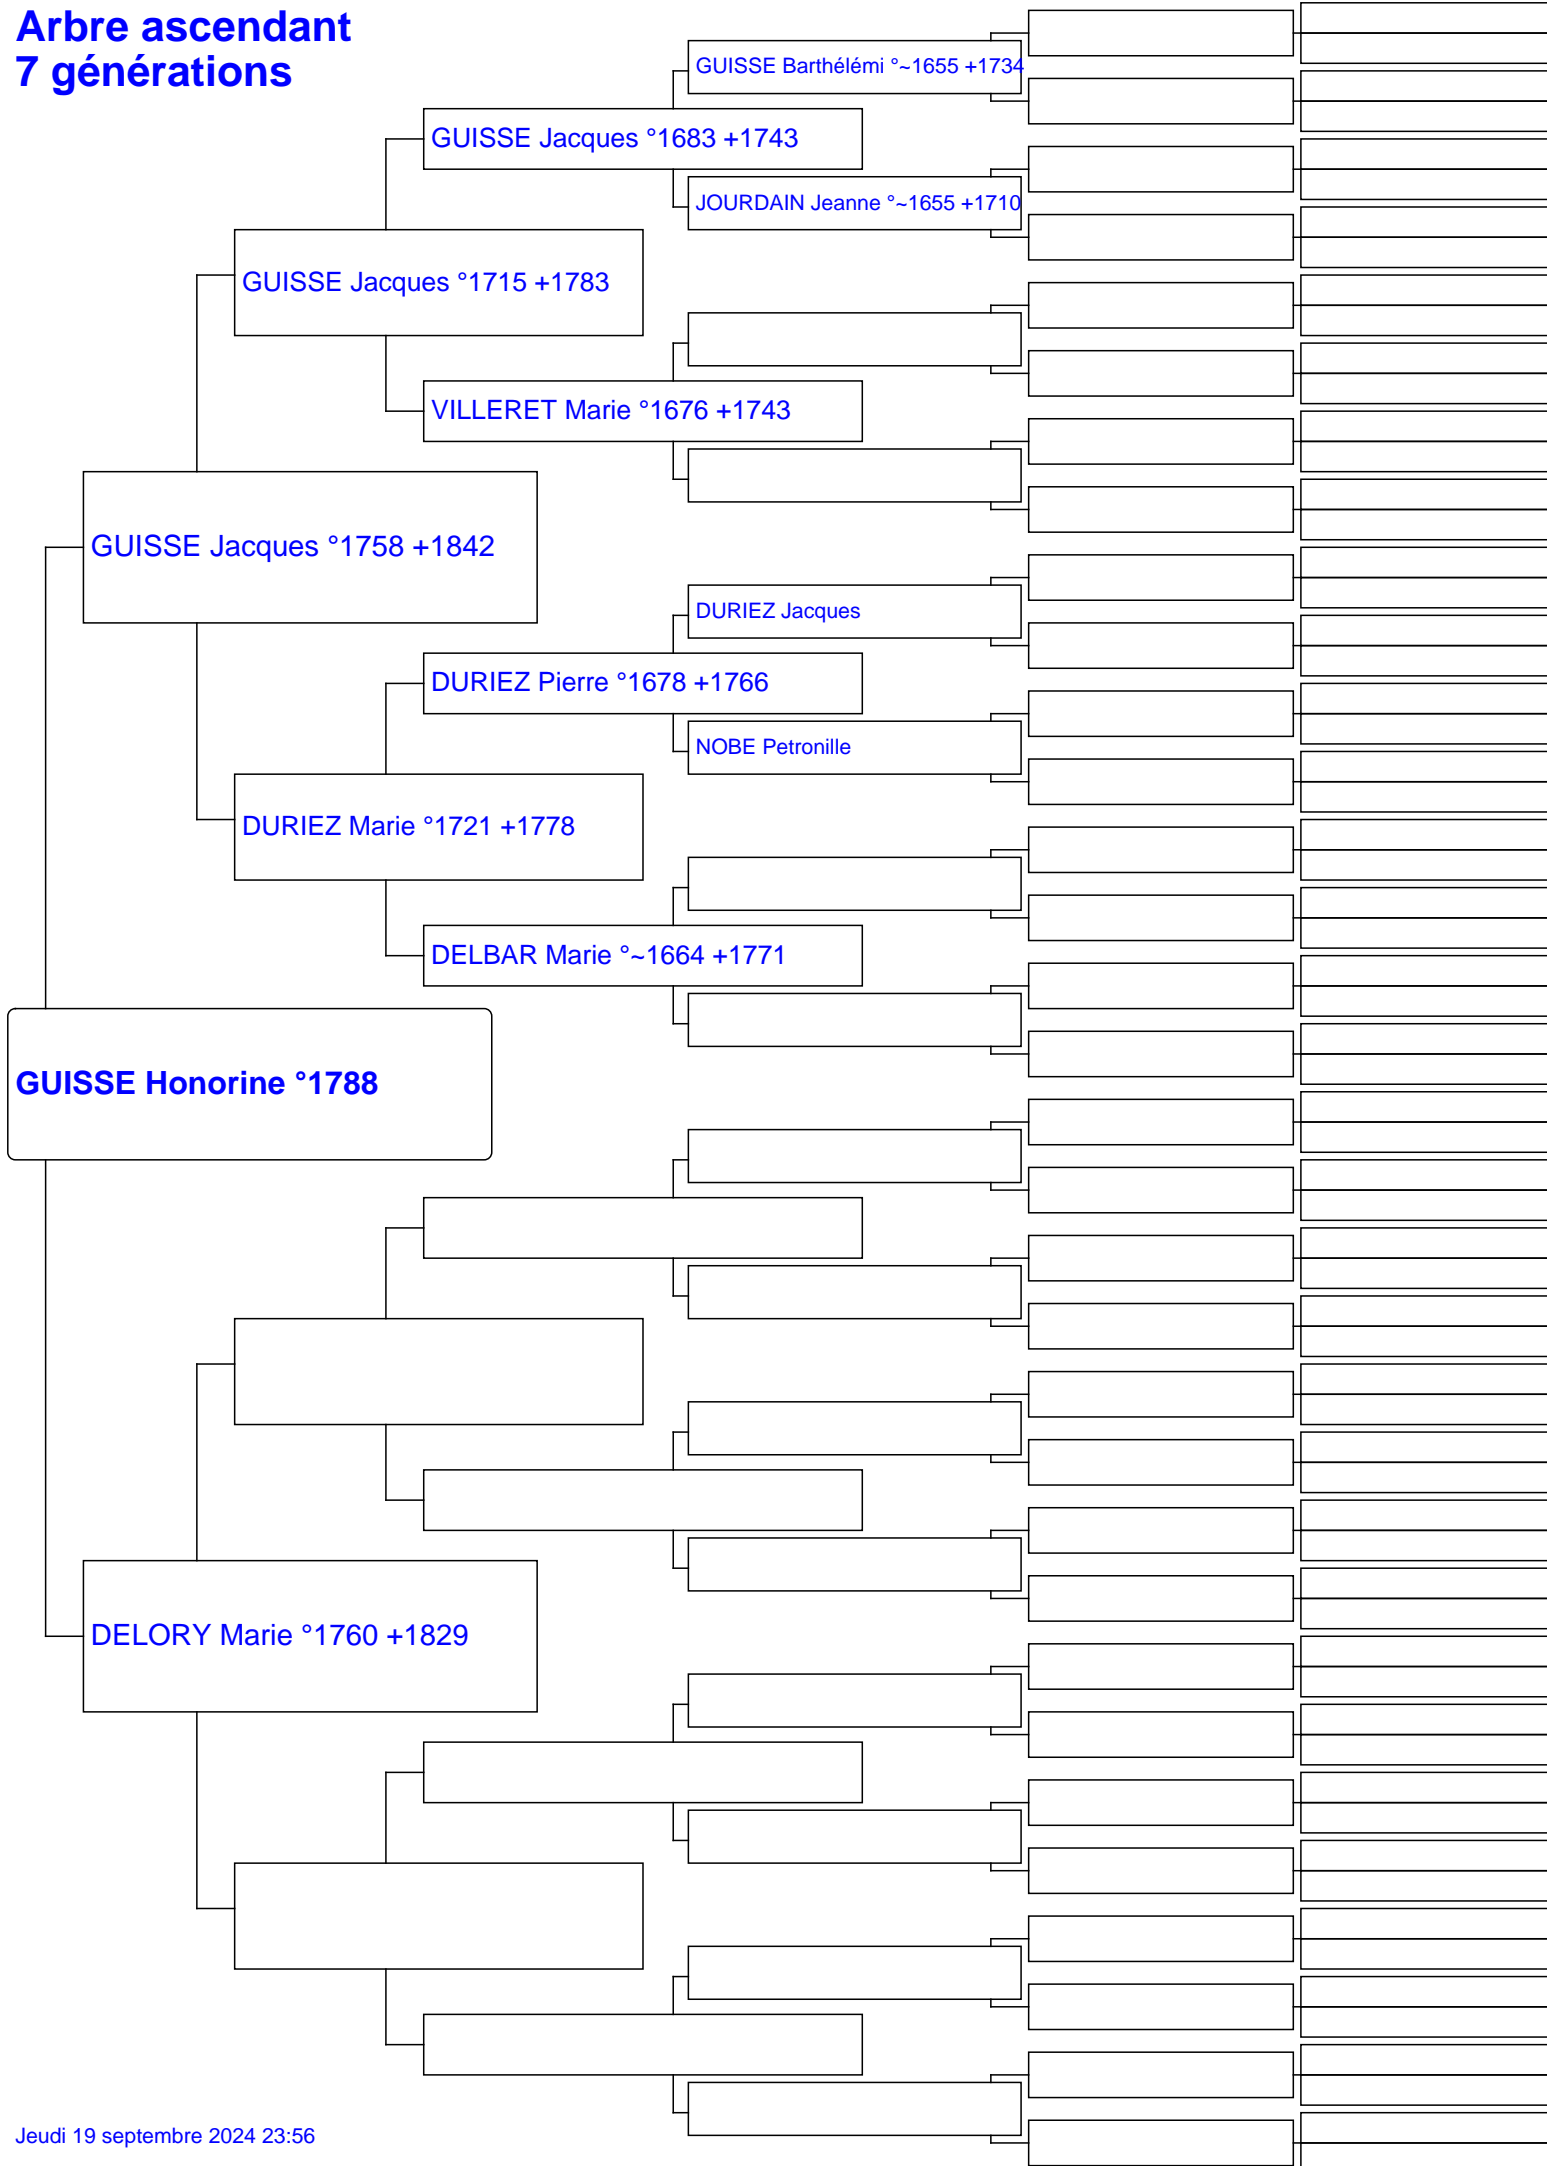 Arbre ascendant
7 générations
GUISSE Barthélémi °~1655 +1734
GUISSE Jacques °1683 +1743
JOURDAIN Jeanne °~1655 +1710
GUISSE Jacques °1715 +1783
VILLERET Marie °1676 +1743
GUISSE Jacques °1758 +1842
DURIEZ Jacques
DURIEZ Pierre °1678 +1766
NOBE Petronille
DURIEZ Marie °1721 +1778
DELBAR Marie °~1664 +1771
GUISSE Honorine °1788
DELORY Marie °1760 +1829
Jeudi 19 septembre 2024 23:56